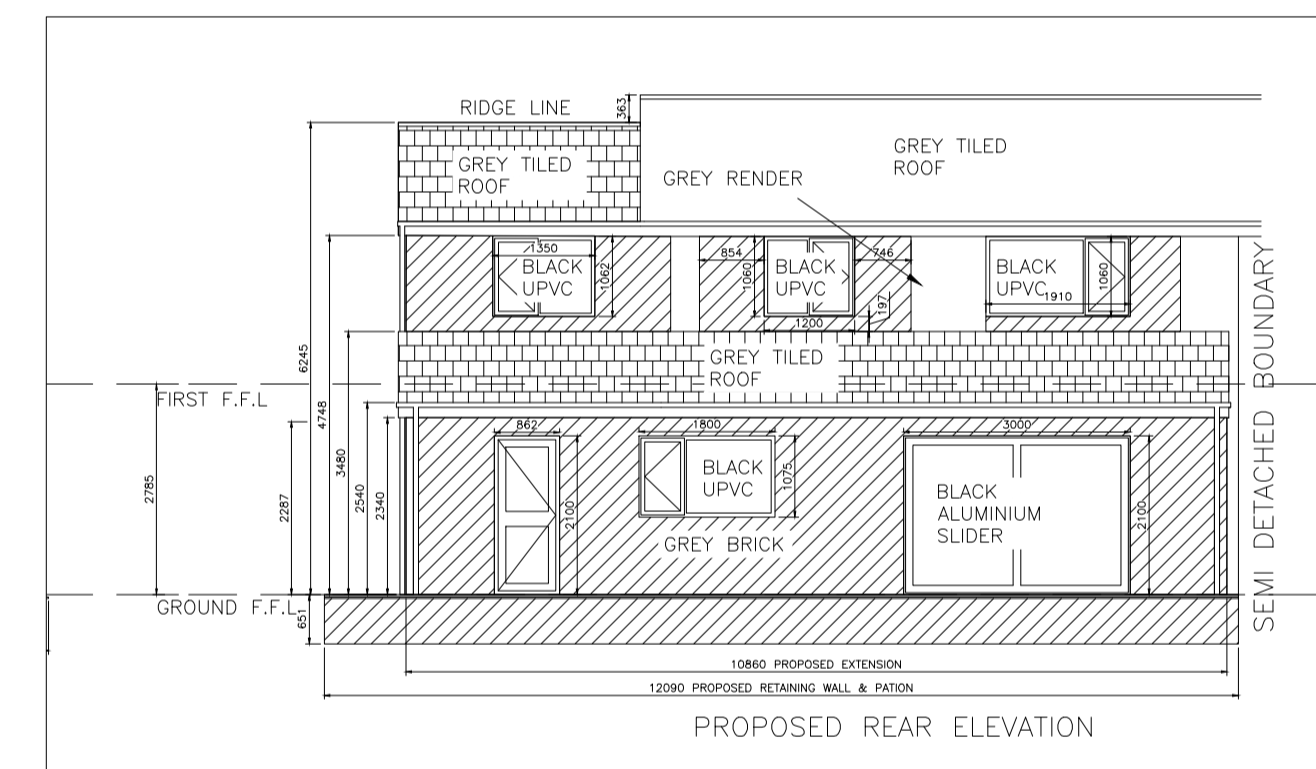 RIDGE LINE
363
GREY TILED
ROOF
GREY TILED
ROOF
GREY RENDER
1350
BLACK
UPVC
1062
854
1060
BLACK
UPVC
746
197
1200
BLACK
UPVC
1910
1060
GREY TILED
ROOF
6245
4748
3480
2540
2340
2287
2785
FIRST F.F.L
GROUND F.F.L
651
862
2100
1800
BLACK
UPVC
1075
GREY BRICK
3000
BLACK
ALUMINIUM
SLIDER
2100
SEMI DETACHED BOUNDARY
10860 PROPOSED EXTENSION
12090 PROPOSED RETAINING WALL & PATION
PROPOSED REAR ELEVATION